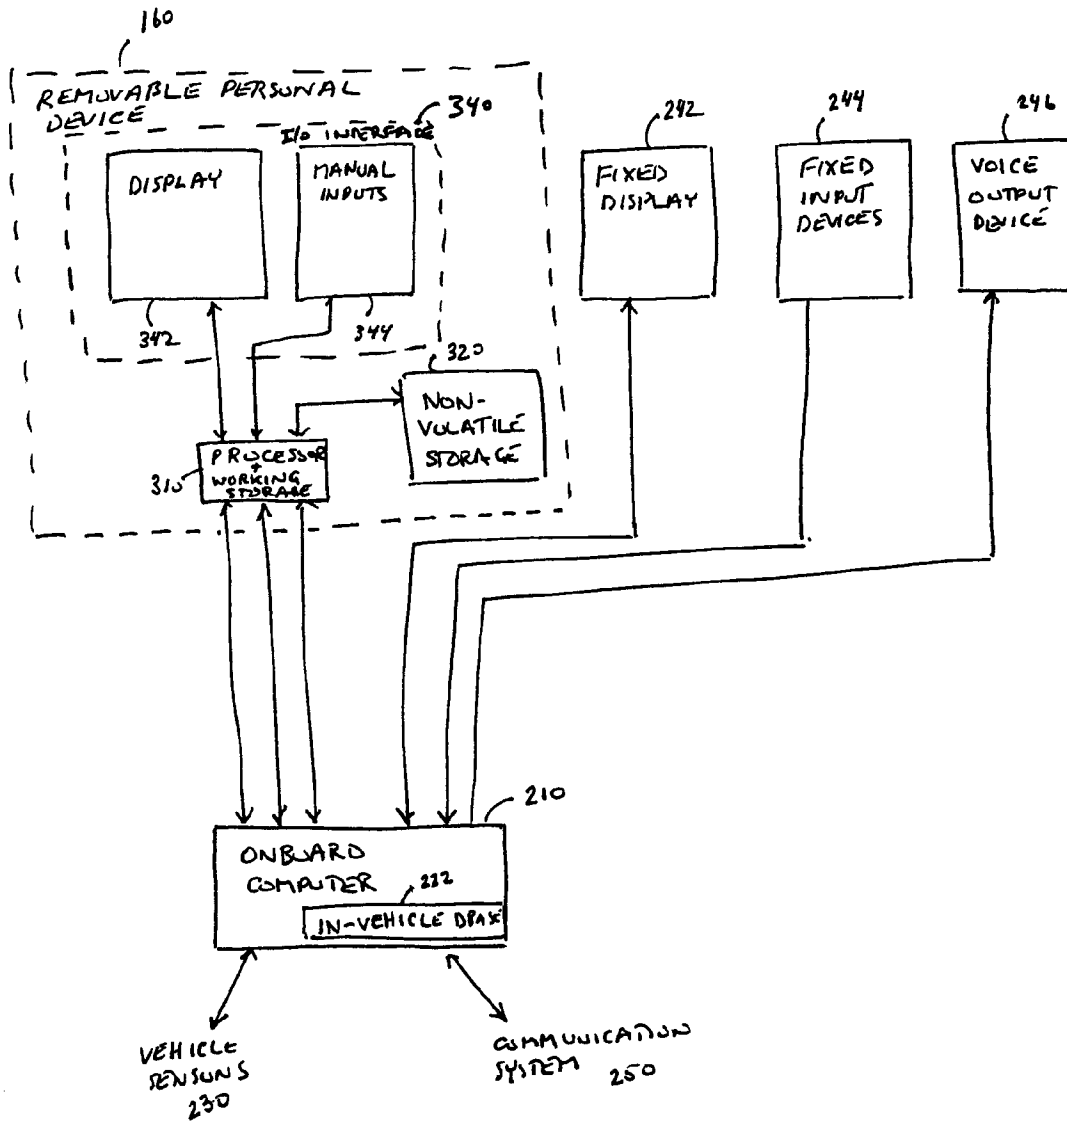 160
REMOVABLE PERSONAL
DEVICE
I/O INTERFACE
340
DISPLAY
MANUAL
INPUTS
342
344
320
NON-
VOLATILE
STORAGE
310
PROCESSOR
+
WORKING
STORAGE
242
FIXED
DISPLAY
244
FIXED
INPUT
DEVICES
246
VOICE
OUTPUT
DEVICE
210
ONBOARD
COMPUTER
232
IN-VEHICLE DBASE
VEHICLE
SENSORS
230
COMMUNICATION
SYSTEM
250